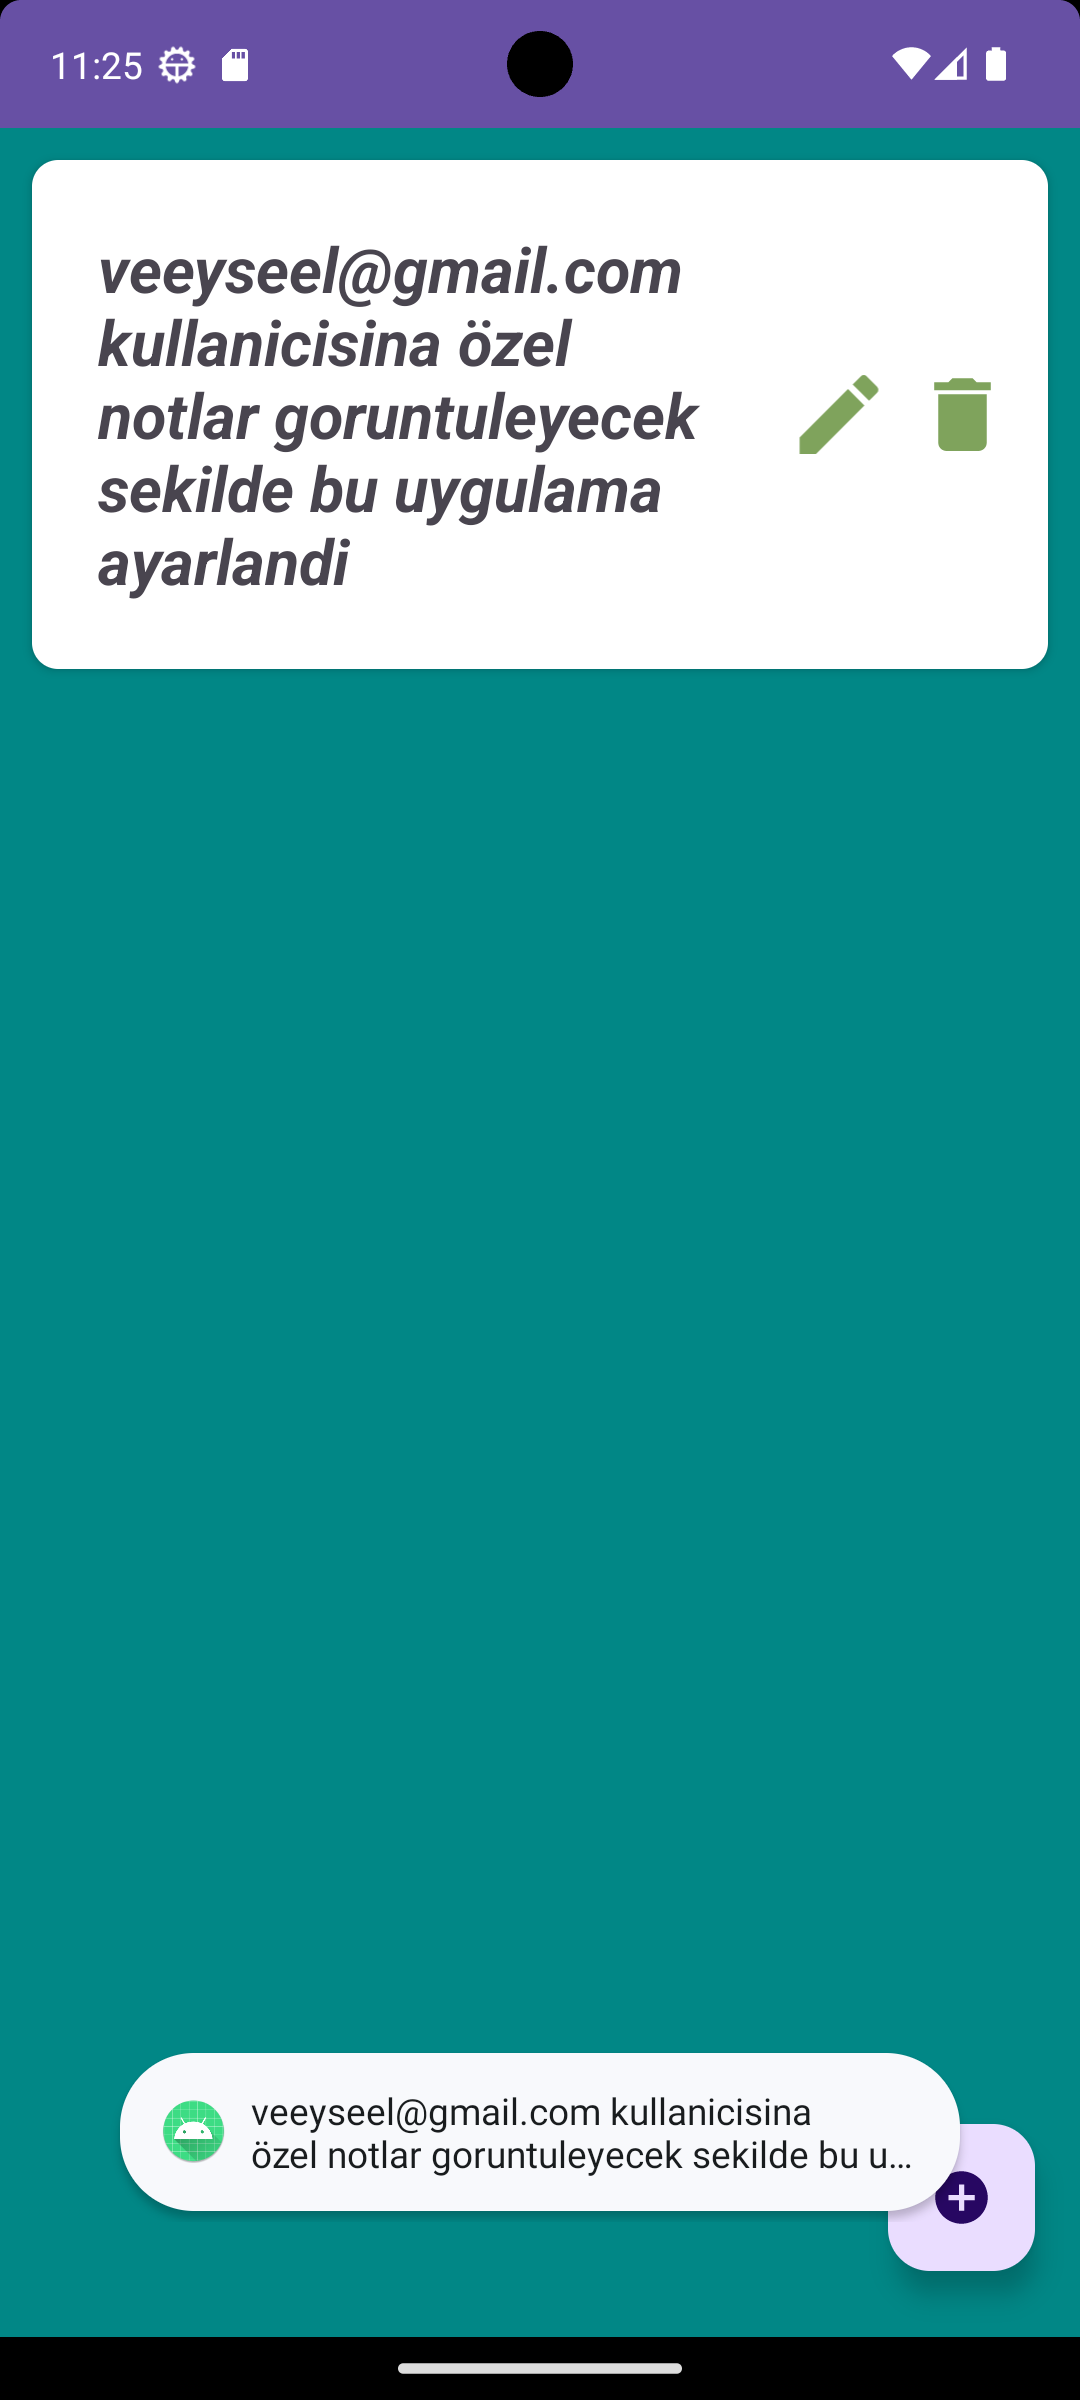 11:25
veeyseel@gmail.com
kullanicisina özel
notlar goruntuleyecek
sekilde bu uygulama
ayarlandi
veeyseel@gmail.com kullanicisina
özel notlar goruntuleyecek sekilde bu u...